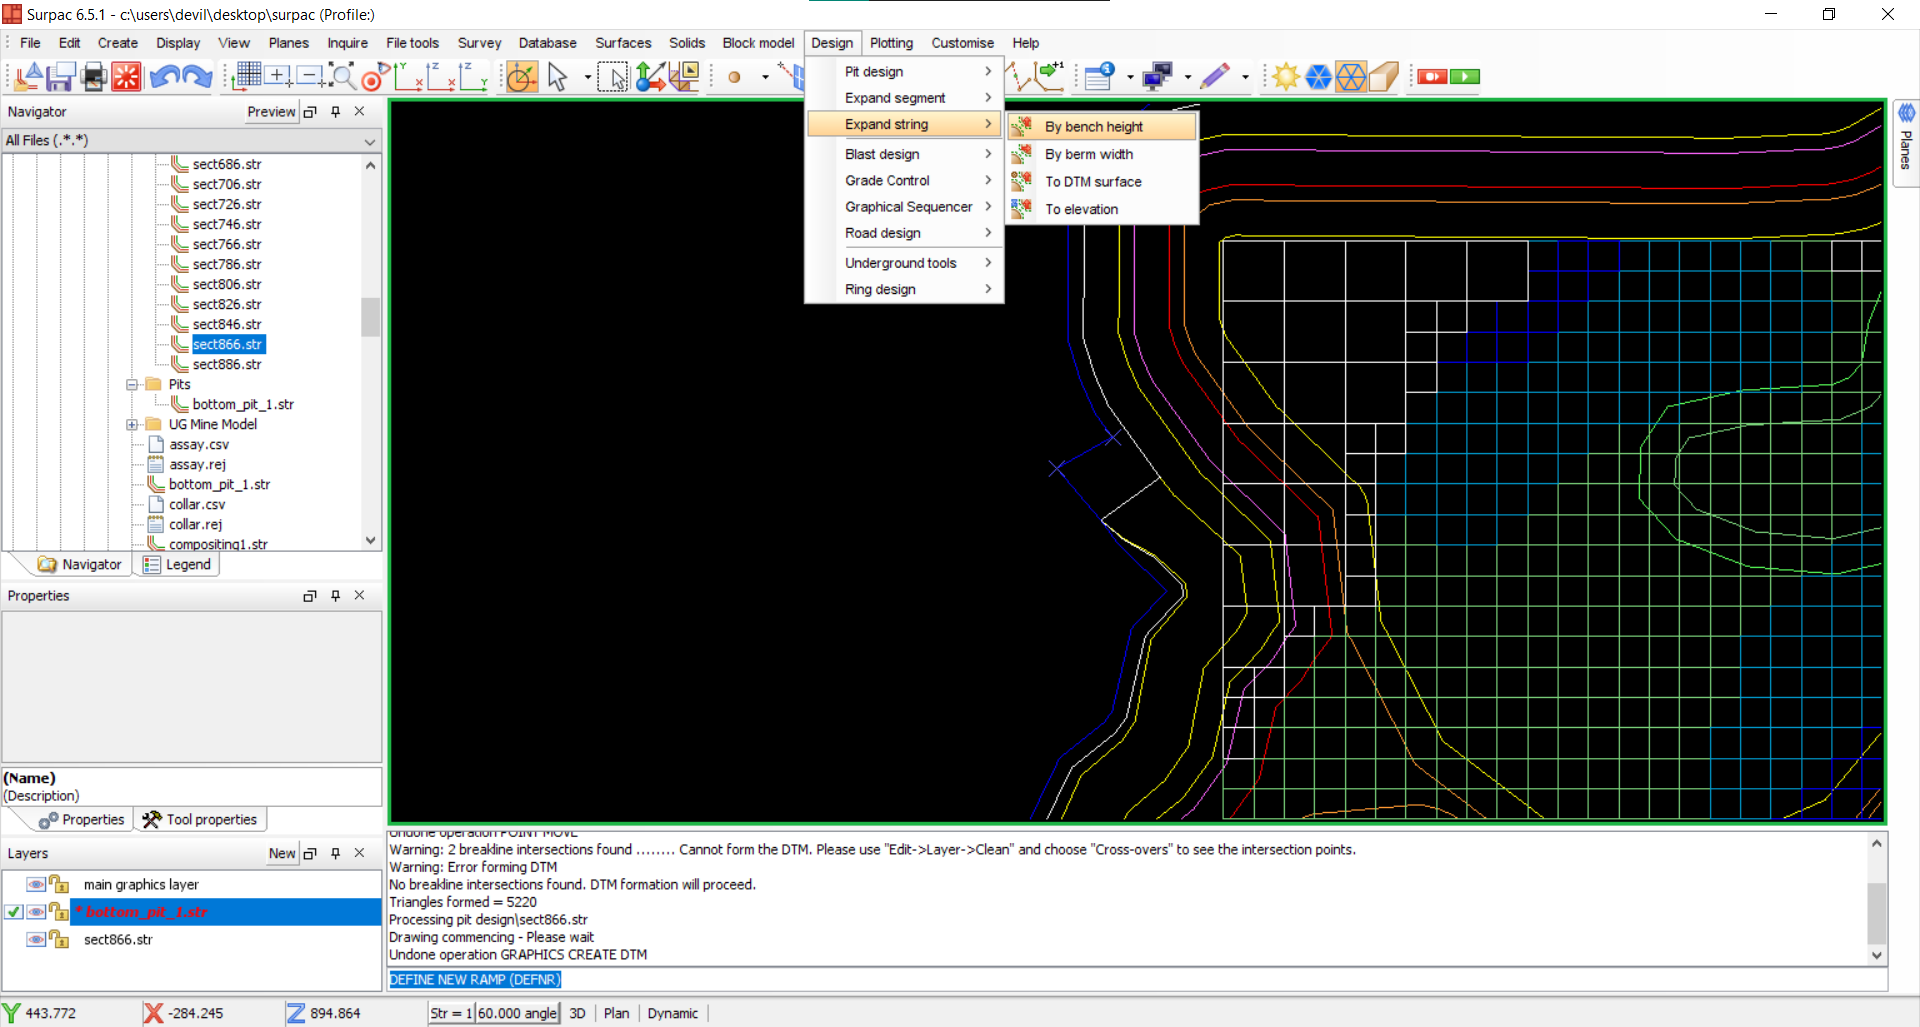 Surpac 6.5.1 - c:\users\devil\desktop\surpac (Profile:)
File Edit Create Display View Planes Inquire File tools Survey Database Surfaces Solids Block model Design Plotting Customise Help
Y X Z X Z Y
+1
Pit design
Expand segment
Expand string
Blast design
Grade Control
Graphical Sequencer
Road design
Underground tools
Ring design
By bench height
By berm width
To DTM surface
To elevation
Navigator Preview
All Files (.*.*)
sect686.str
sect706.str
sect726.str
sect746.str
sect766.str
sect786.str
sect806.str
sect826.str
sect846.str
sect866.str
sect886.str
Pits
bottom_pit_1.str
UG Mine Model
assay.csv
assay.rej
bottom_pit_1.str
collar.csv
collar.rej
compositing1.str
Navigator Legend
Properties
(Name)
(Description)
Properties Tool properties
Layers New
main graphics layer
* bottom_pit_1.str
sect866.str
Planes
Undone operation POINT MOVE
Warning: 2 breakline intersections found ........ Cannot form the DTM. Please use "Edit->Layer->Clean" and choose "Cross-overs" to see the intersection points.
Warning: Error forming DTM
No breakline intersections found. DTM formation will proceed.
Triangles formed = 5220
Processing pit design\sect866.str
Drawing commencing - Please wait
Undone operation GRAPHICS CREATE DTM
DEFINE NEW RAMP (DEFNR)
Y 443.772 X -284.245 Z 894.864 Str = 1 60.000 angle 3D Plan Dynamic